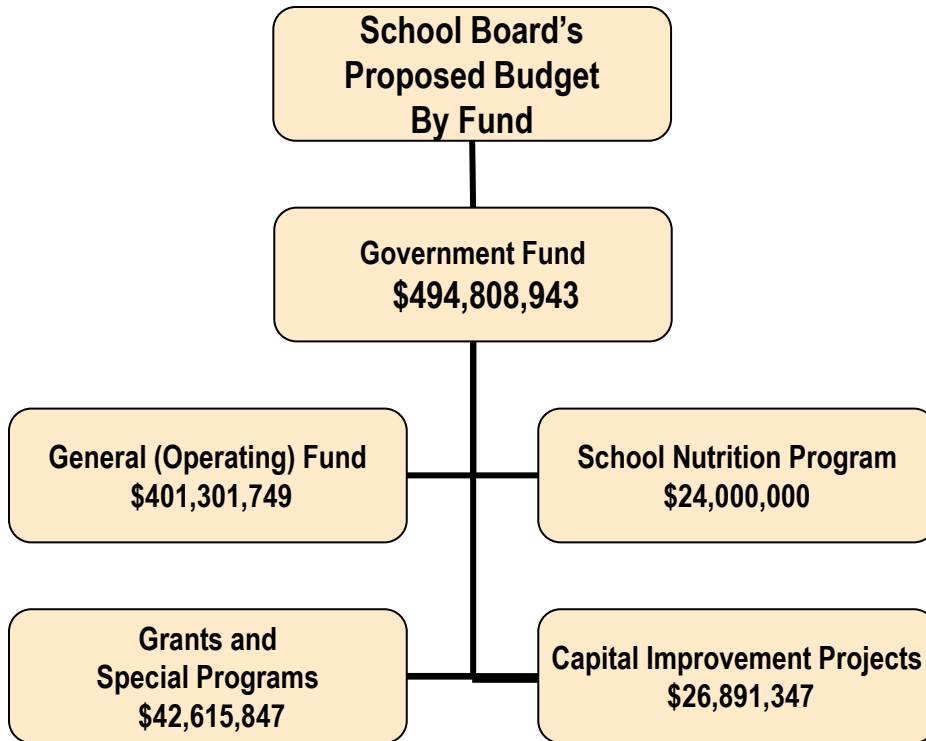 School Board's
Proposed Budget
By Fund
Government Fund
$494,808,943
General (Operating) Fund
$401,301,749
School Nutrition Program
$24,000,000
Grants and
Special Programs
$42,615,847
Capital Improvement Projects
$26,891,347